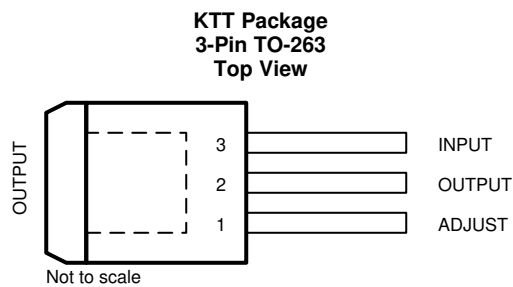 KTT Package
3-Pin TO-263
Top View
OUTPUT
3 INPUT
2 OUTPUT
1 ADJUST
Not to scale